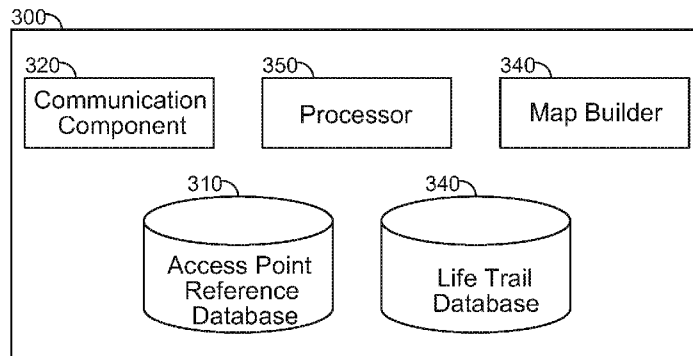 300
320 350 340
Communication Component
Processor
Map Builder
310 340
Access Point Reference Database
Life Trail Database